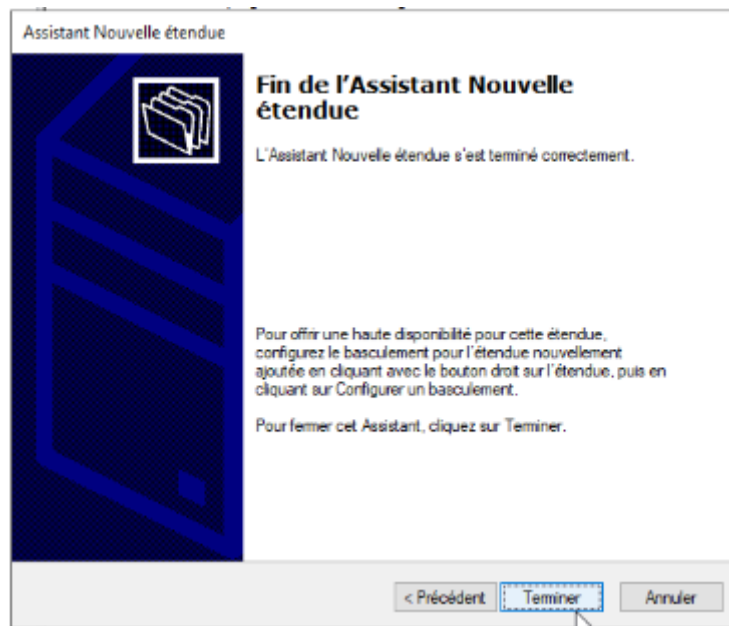 Assistant Nouvelle étendue
Fin de l'Assistant Nouvelle
étendue
L'Assistant Nouvelle étendue s'est terminé correctement.
Pour offrir une haute disponibilité pour cette étendue,
configurez le basculement pour l'étendue nouvellement
ajoutée en cliquant avec le bouton droit sur l'étendue, puis en
cliquant sur Configurer un basculement.
Pour fermer cet Assistant, cliquez sur Terminer.
< Précédent
Terminer
Annuler